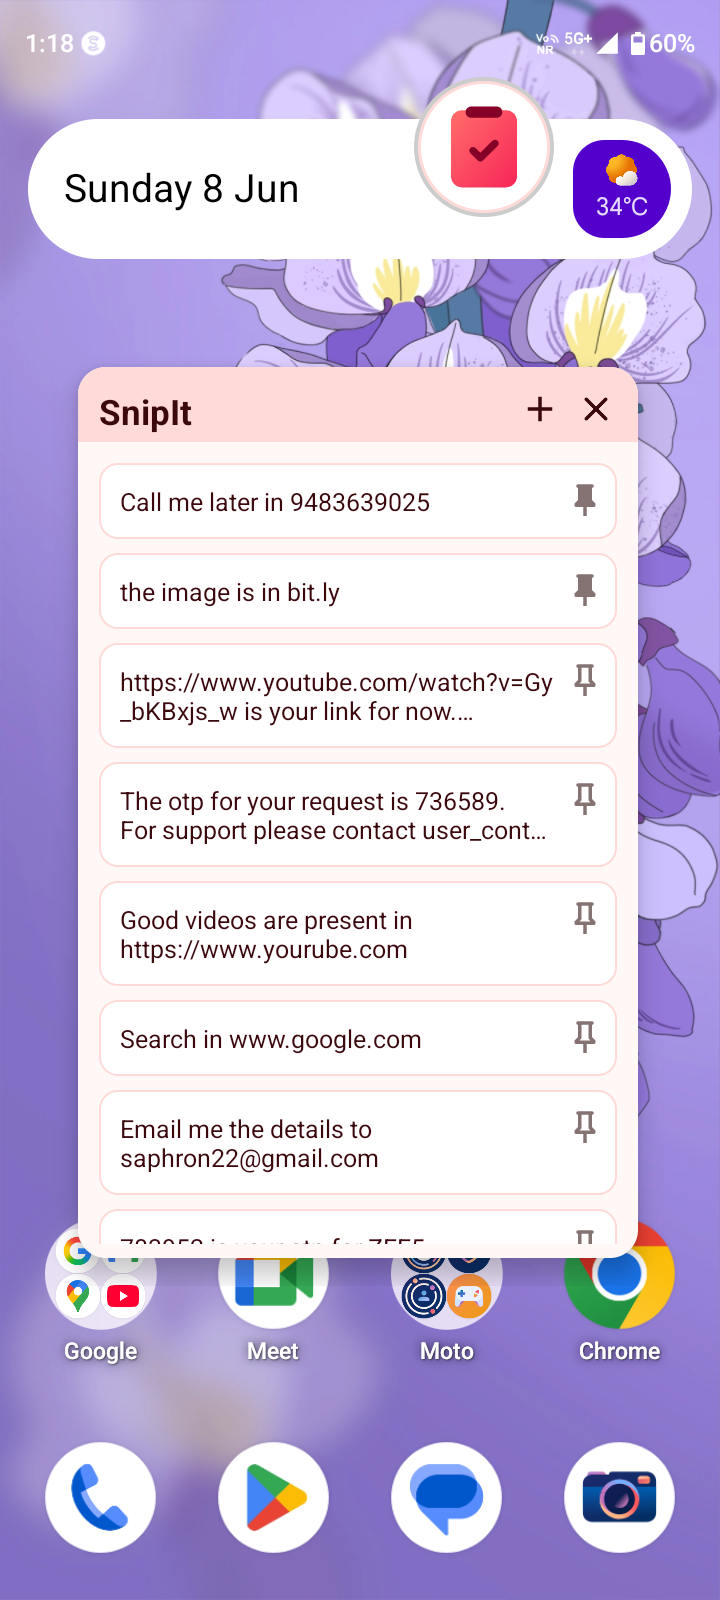 1:18
Vo
NR
5G+
60%
Sunday 8 Jun
34°C
SnipIt
Call me later in 9483639025
the image is in bit.ly
https://www.youtube.com/watch?v=Gy
_bKBxjs_w is your link for now....
The otp for your request is 736589.
For support please contact user_cont...
Good videos are present in
https://www.yourube.com
Search in www.google.com
Email me the details to
saphron22@gmail.com
Google
Meet
Moto
Chrome